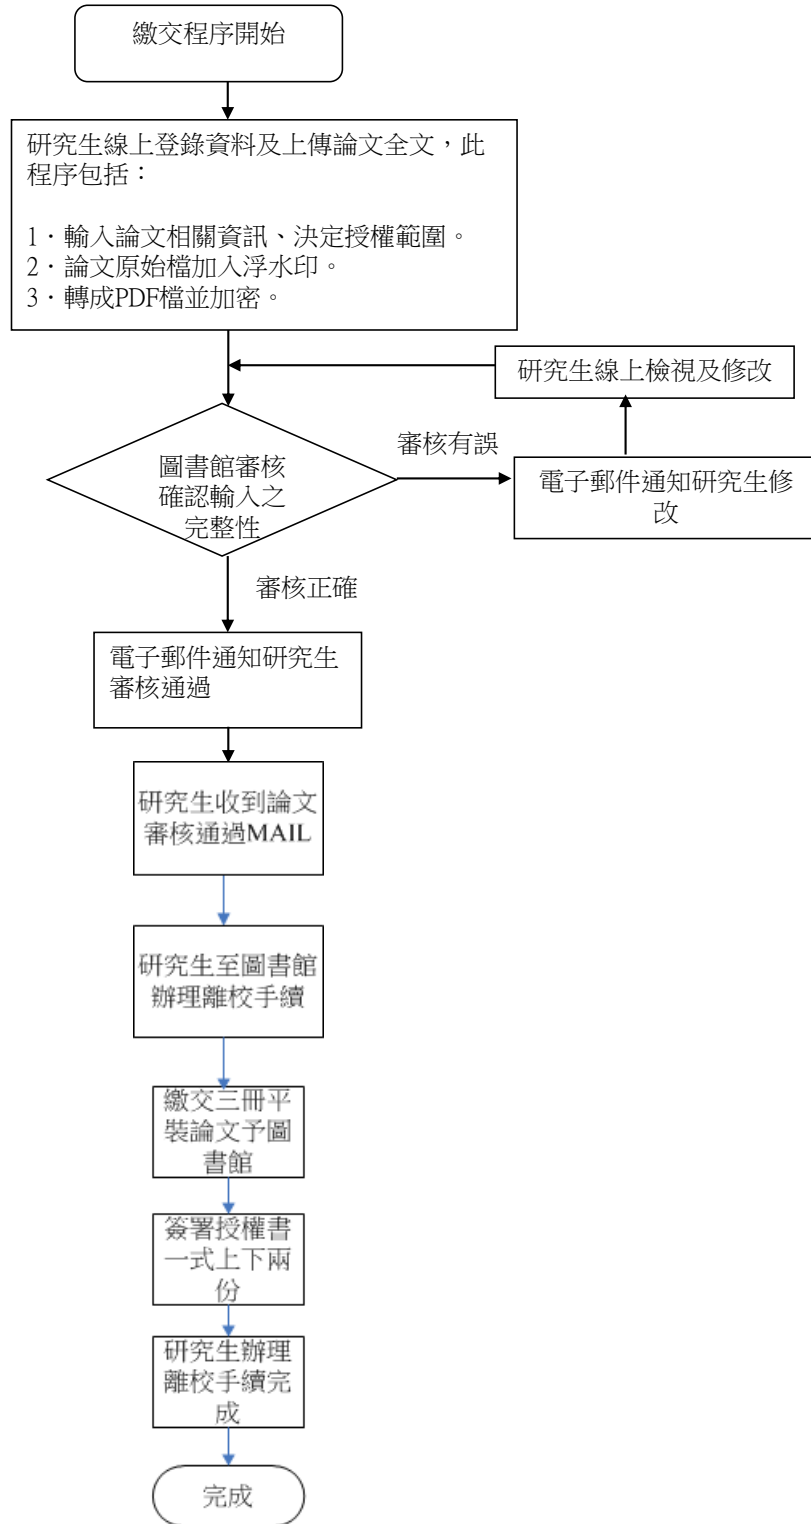 繳交程序開始
研究生線上登錄資料及上傳論文全文，此
程序包括：
1．輸入論文相關資訊、決定授權範圍。
2．論文原始檔加入浮水印。
3．轉成PDF檔並加密。
研究生線上檢視及修改
審核有誤
圖書館審核
確認輸入之
完整性
電子郵件通知研究生修
改
審核正確
電子郵件通知研究生
審核通過
研究生收到論文
審核通過MAIL
研究生至圖書館
辦理離校手續
繳交三冊平
裝論文予圖
書館
簽署授權書
一式上下兩
份
研究生辦理
離校手續完
成
完成